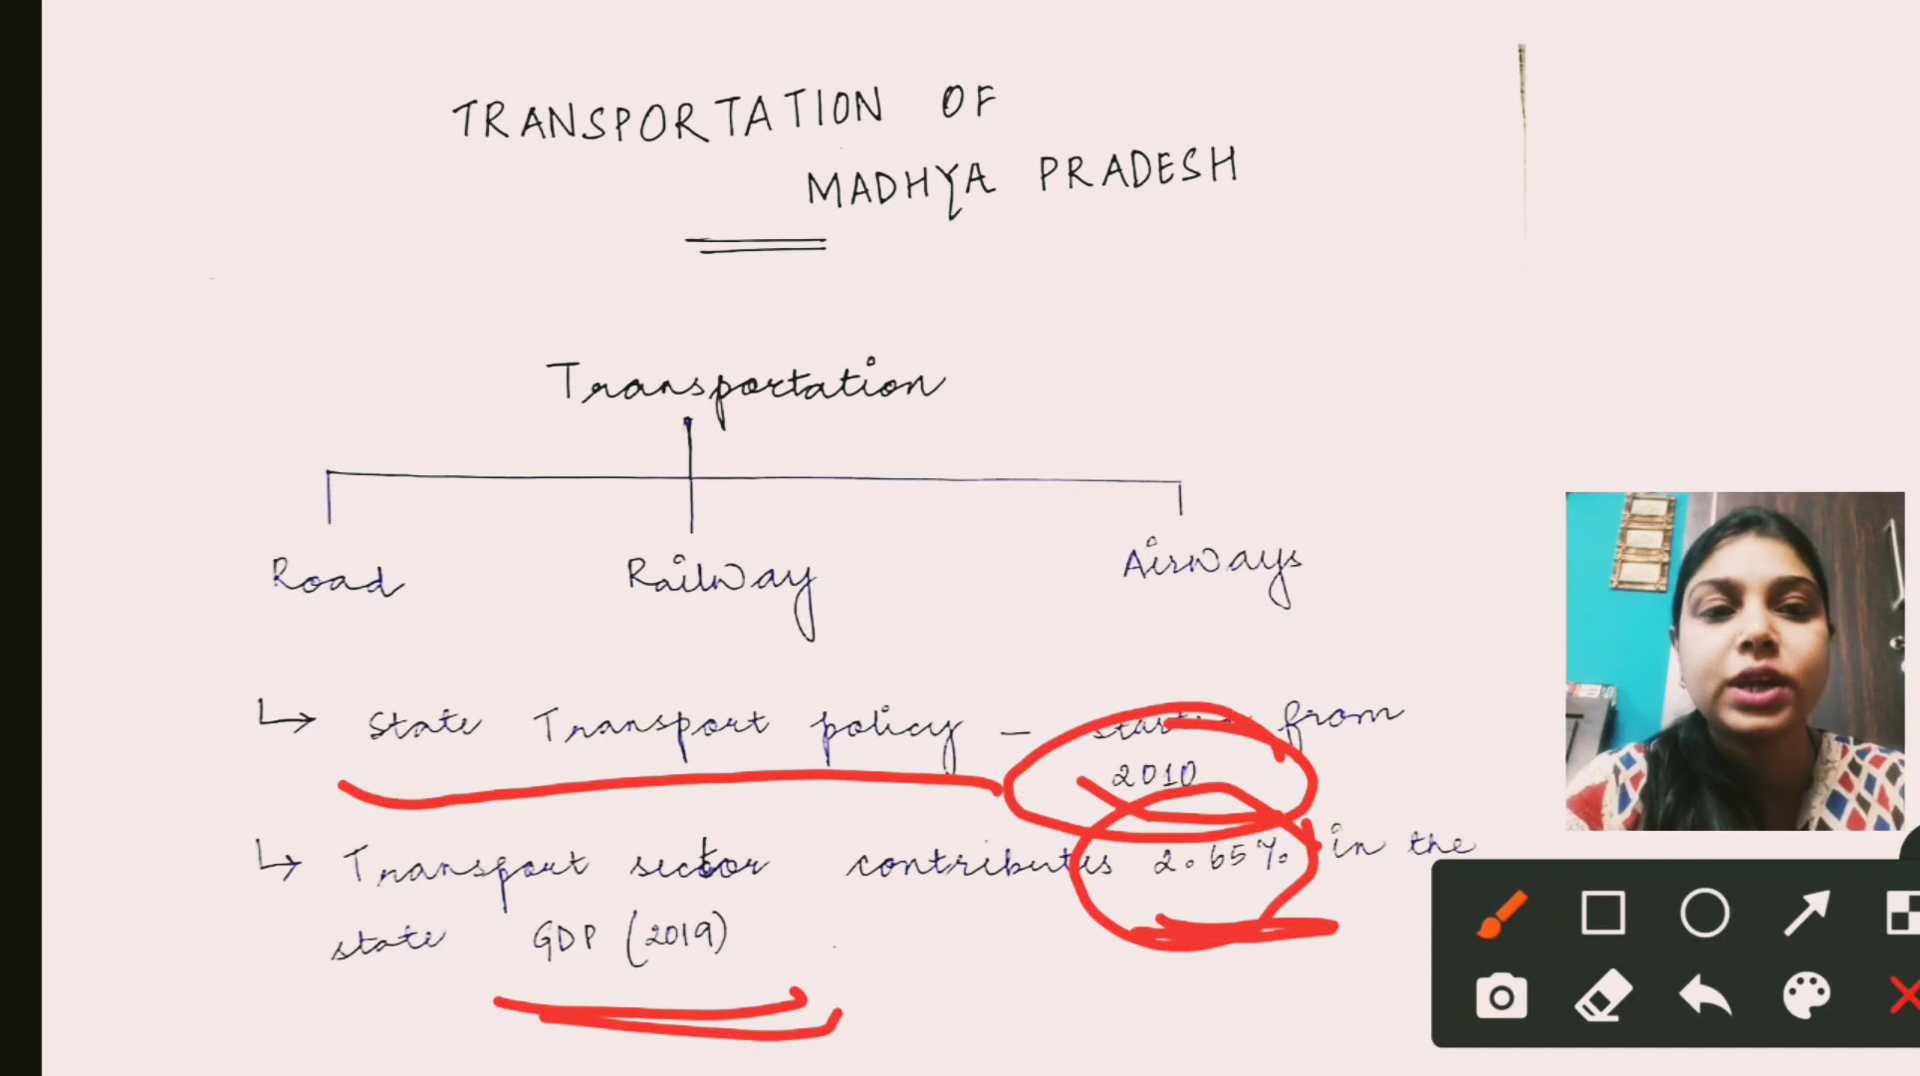 TRANSPORTATION OF
MADHYA PRADESH
Transportation
Road Railway Airways
↳ State Transport policy – started from
2010
↳ Transport sector contributes 2.65% in the
state GDP (2019)